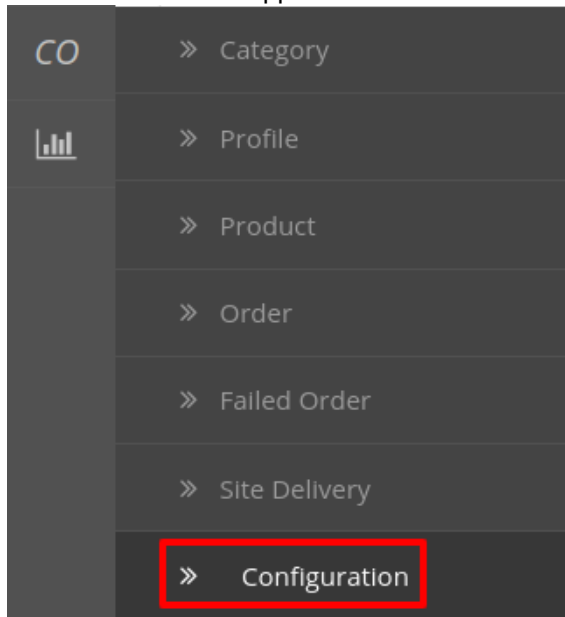 CO
Category
Profile
Product
Order
Failed Order
Site Delivery
Configuration